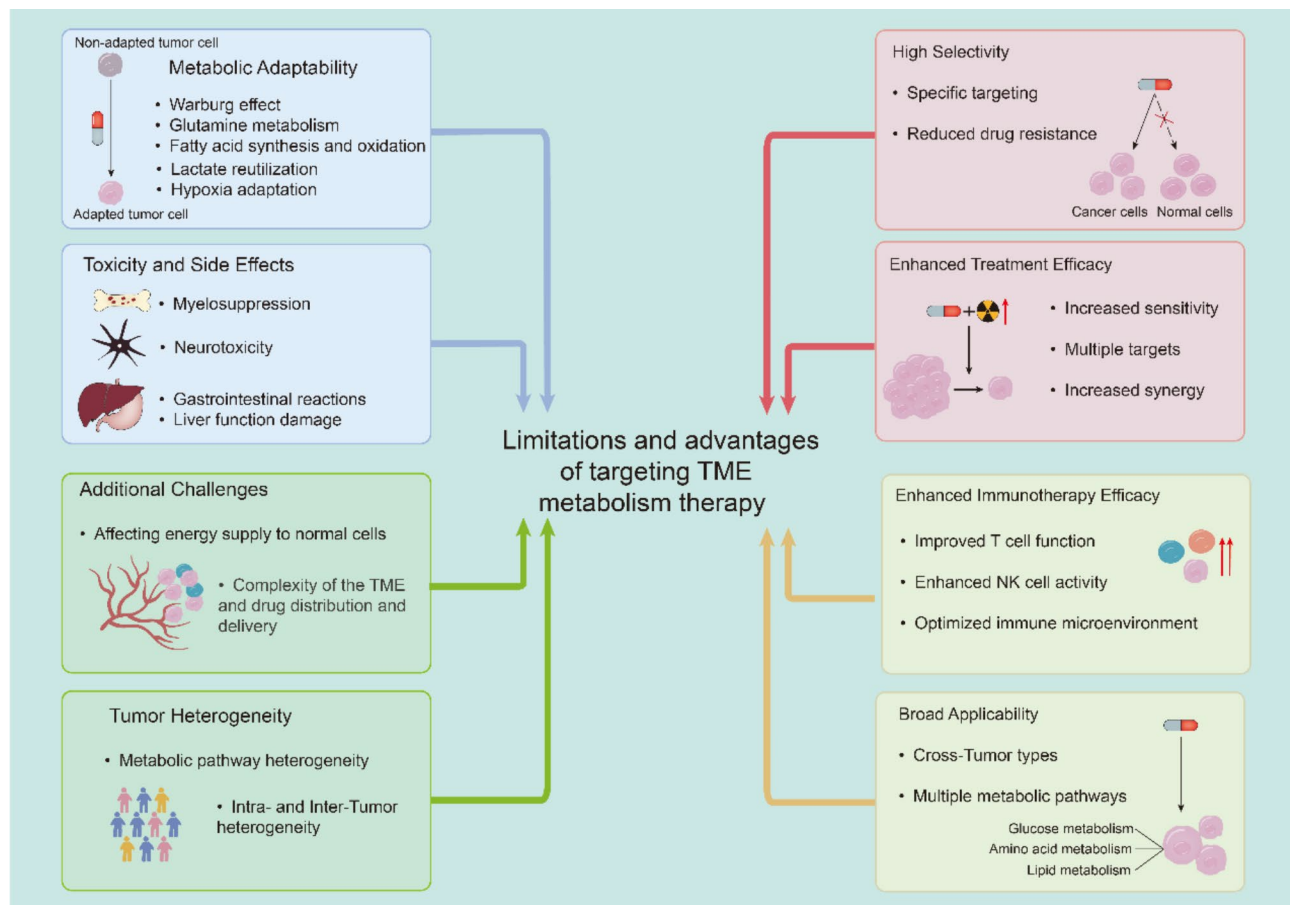 Non-adapted tumor cell
Metabolic Adaptability
• Warburg effect
• Glutamine metabolism
• Fatty acid synthesis and oxidation
• Lactate reutilization
• Hypoxia adaptation
Adapted tumor cell
Toxicity and Side Effects
• Myelosuppression
• Neurotoxicity
• Gastrointestinal reactions
• Liver function damage
Additional Challenges
• Affecting energy supply to normal cells
• Complexity of the TME
and drug distribution and
delivery
Tumor Heterogeneity
• Metabolic pathway heterogeneity
• Intra- and Inter-Tumor
heterogeneity
Limitations and advantages
of targeting TME
metabolism therapy
High Selectivity
• Specific targeting
• Reduced drug resistance
Cancer cells Normal cells
Enhanced Treatment Efficacy
+
• Increased sensitivity
• Multiple targets
• Increased synergy
Enhanced Immunotherapy Efficacy
• Improved T cell function
• Enhanced NK cell activity
• Optimized immune microenvironment
Broad Applicability
• Cross-Tumor types
• Multiple metabolic pathways
Glucose metabolism
Amino acid metabolism
Lipid metabolism